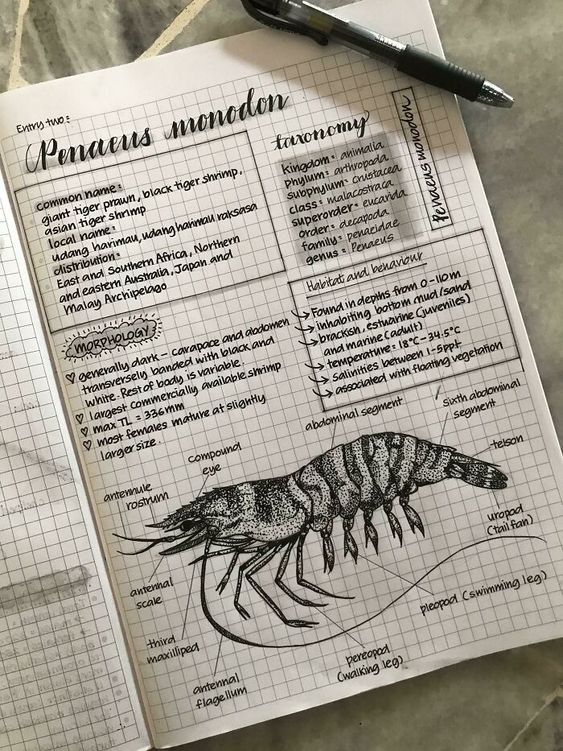 Entry two:
Penaeus monodon
common name:
giant tiger prawn, black tiger shrimp,
asian tiger shrimp
local name:
udang harimau, udang harimau raksasa
distribution:
East and Southern Africa, Northern
and eastern Australia, Japan and
Malay Archipelago
taxonomy
Kingdom: animalia
Phylum: arthropoda
subphylum: crustacea
class: malacostraca
superorder: eucarida
order: decapoda
family: penaeidae
genus: Penaeus
Penaeus monodon
MORPHOLOGY
generally dark - carapace and abdomen
transversely banded with black and
white. Rest of body is variable.
largest commercially available shrimp
max TL = 336mm
most females mature at slightly
larger size.
Habitat and behaviour
Found in depths from 0-110m
inhabiting bottom mud/sand
brackish, estuarine (juveniles)
and marine (adult)
temperature: 18°C-34.5°C
salinities between 1-5ppt.
associated with floating vegetation
abdominal segment
sixth abdominal
segment
telson
uropod
(tail fan)
pleopod (swimming leg)
pereopod
(walking leg)
antennal
flagellum
third
maxilliped
antennal
scale
antennule
rostrum
compound
eye